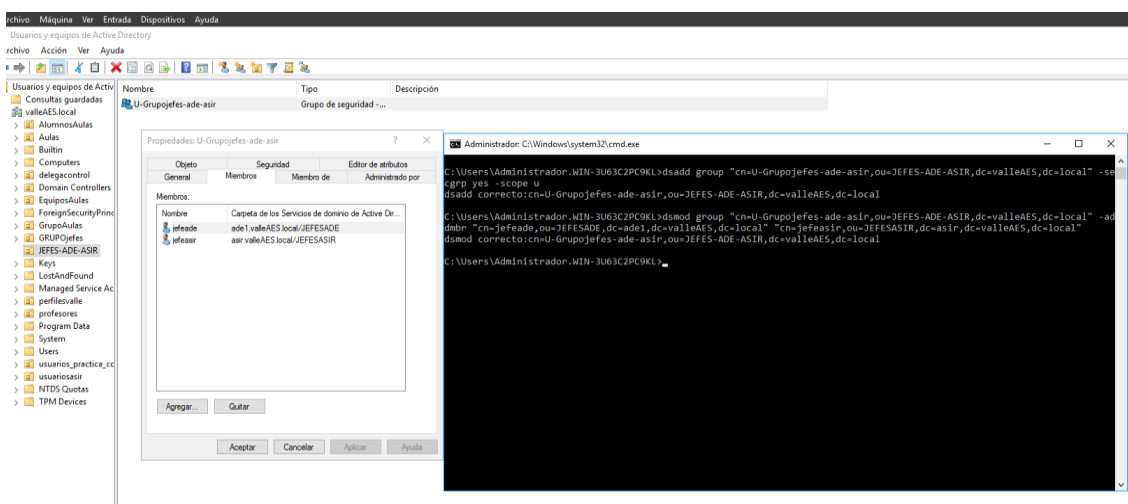 rchivo Máquina Ver Entrada Dispositivos Ayuda
Usuarios y equipos de Active Directory
rchivo Acción Ver Ayuda
Usuarios y equipos de Activ
Consultas guardadas
valleAES.local
AlumnosAulas
Aulas
Builtin
Computers
delegacontrol
Domain Controllers
EquiposAulas
ForeignSecurityPrinc
GrupoAulas
GRUPOjefes
JEFES-ADE-ASIR
Keys
LostAndFound
Managed Service Ac
perfilesvalle
profesores
Program Data
System
Users
usuarios_practica_cc
usuariosasir
NTDS Quotas
TPM Devices
Nombre Tipo Descripción
U-Grupojefes-ade-asir Grupo de seguridad -...
Propiedades: U-Grupojefes-ade-asir ? ×
Objeto Seguridad Editor de atributos
General Miembros Miembro de Administrado por
Miembros:
Nombre Carpeta de los Servicios de dominio de Active Dir...
jefeade ade1.valleAES.local/JEFESADE
jefeasir asir.valleAES.local/JEFESASIR
Agregar... Quitar
Aceptar Cancelar Aplicar Ayuda
Administrador: C:\Windows\system32\cmd.exe
C:\Users\Administrador.WIN-3U63C2PC9KL>dsadd group "cn=U-Grupojefes-ade-asir,ou=JEFES-ADE-ASIR,dc=valleAES,dc=local" -se
cgrp yes -scope u
dsadd correcto:cn=U-Grupojefes-ade-asir,ou=JEFES-ADE-ASIR,dc=valleAES,dc=local
C:\Users\Administrador.WIN-3U63C2PC9KL>dsmod group "cn=U-Grupojefes-ade-asir,ou=JEFES-ADE-ASIR,dc=valleAES,dc=local" -ad
dmbr "cn=jefeade,ou=JEFESADE,dc=ade1,dc=valleAES,dc=local" "cn=jefeasir,ou=JEFESASIR,dc=asir,dc=valleAES,dc=local"
dsmod correcto:cn=U-Grupojefes-ade-asir,ou=JEFES-ADE-ASIR,dc=valleAES,dc=local
C:\Users\Administrador.WIN-3U63C2PC9KL>